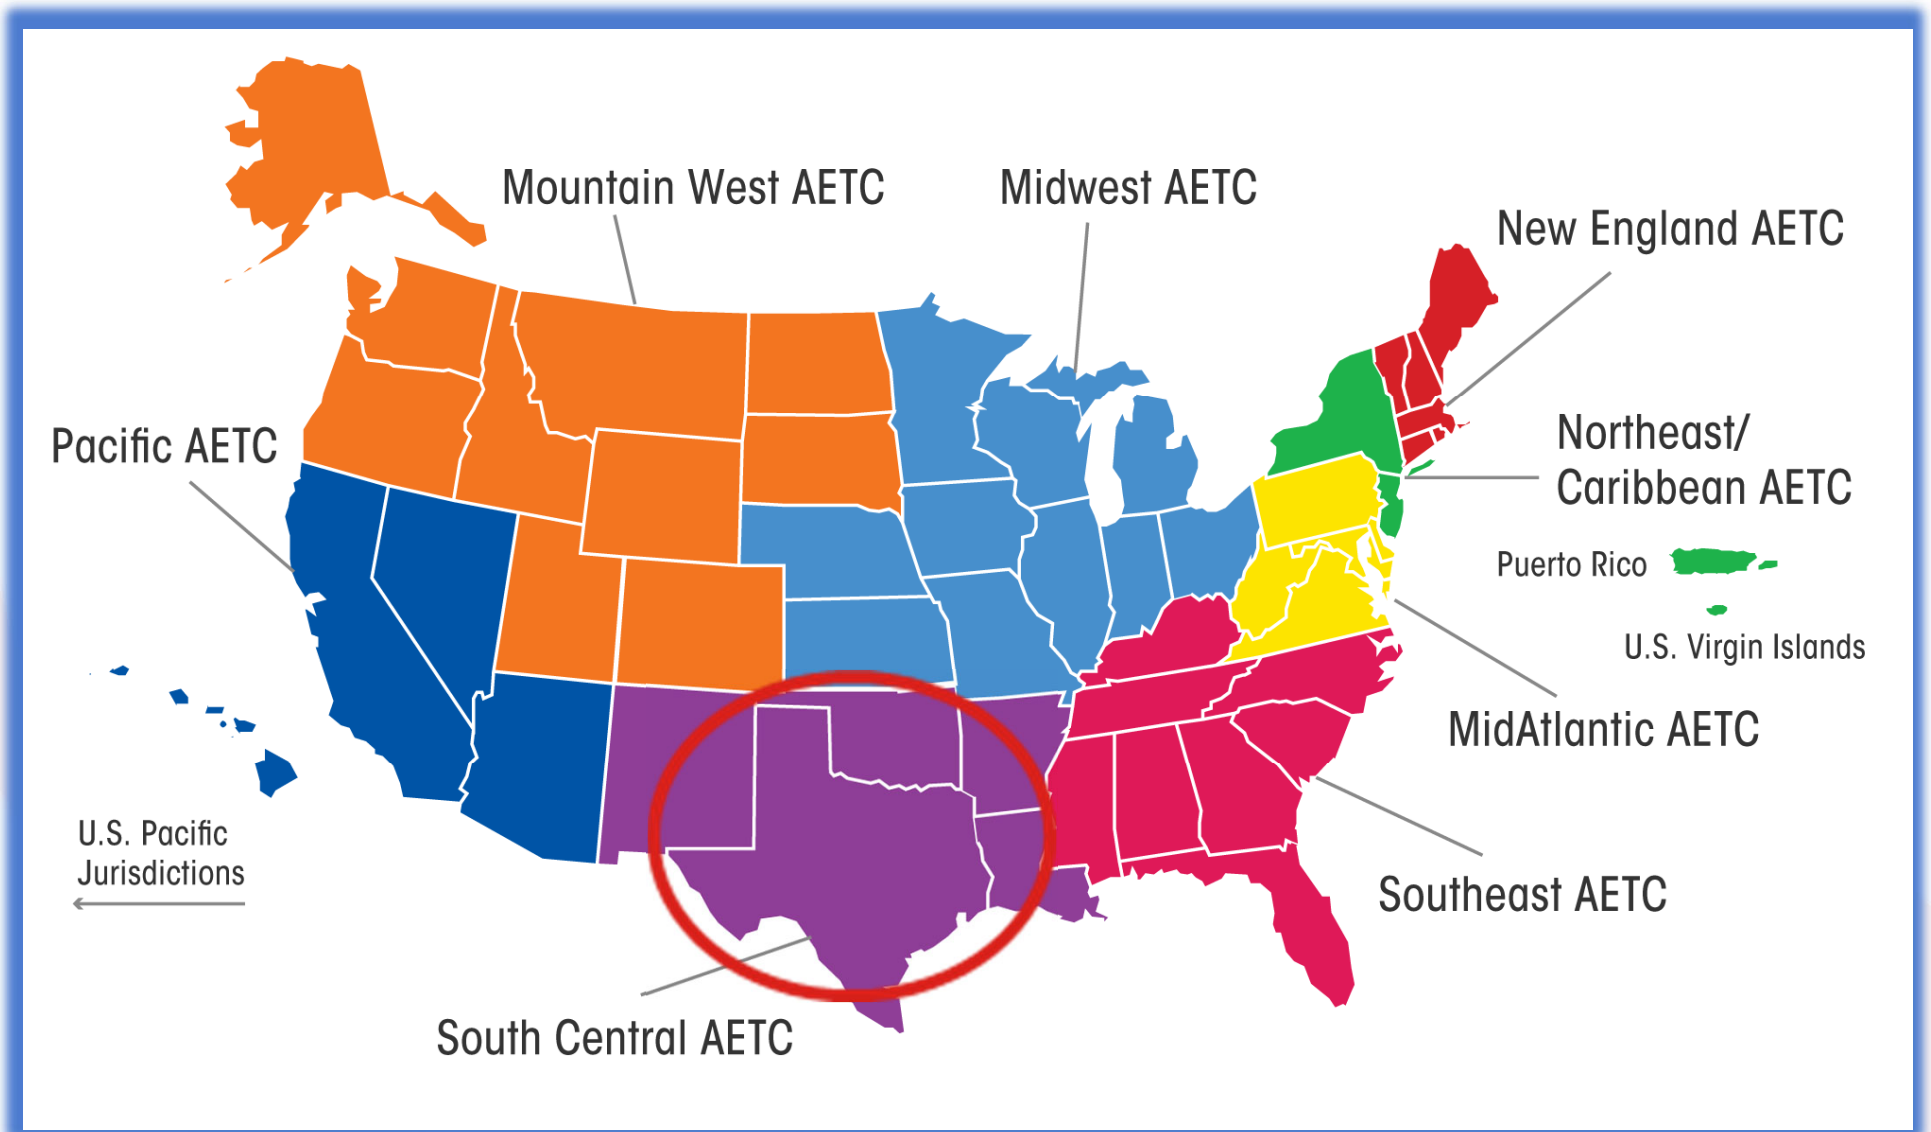 Mountain West AETC
Midwest AETC
New England AETC
Pacific AETC
Northeast/
Caribbean AETC
Puerto Rico
U.S. Virgin Islands
MidAtlantic AETC
U.S. Pacific
Jurisdictions
Southeast AETC
South Central AETC